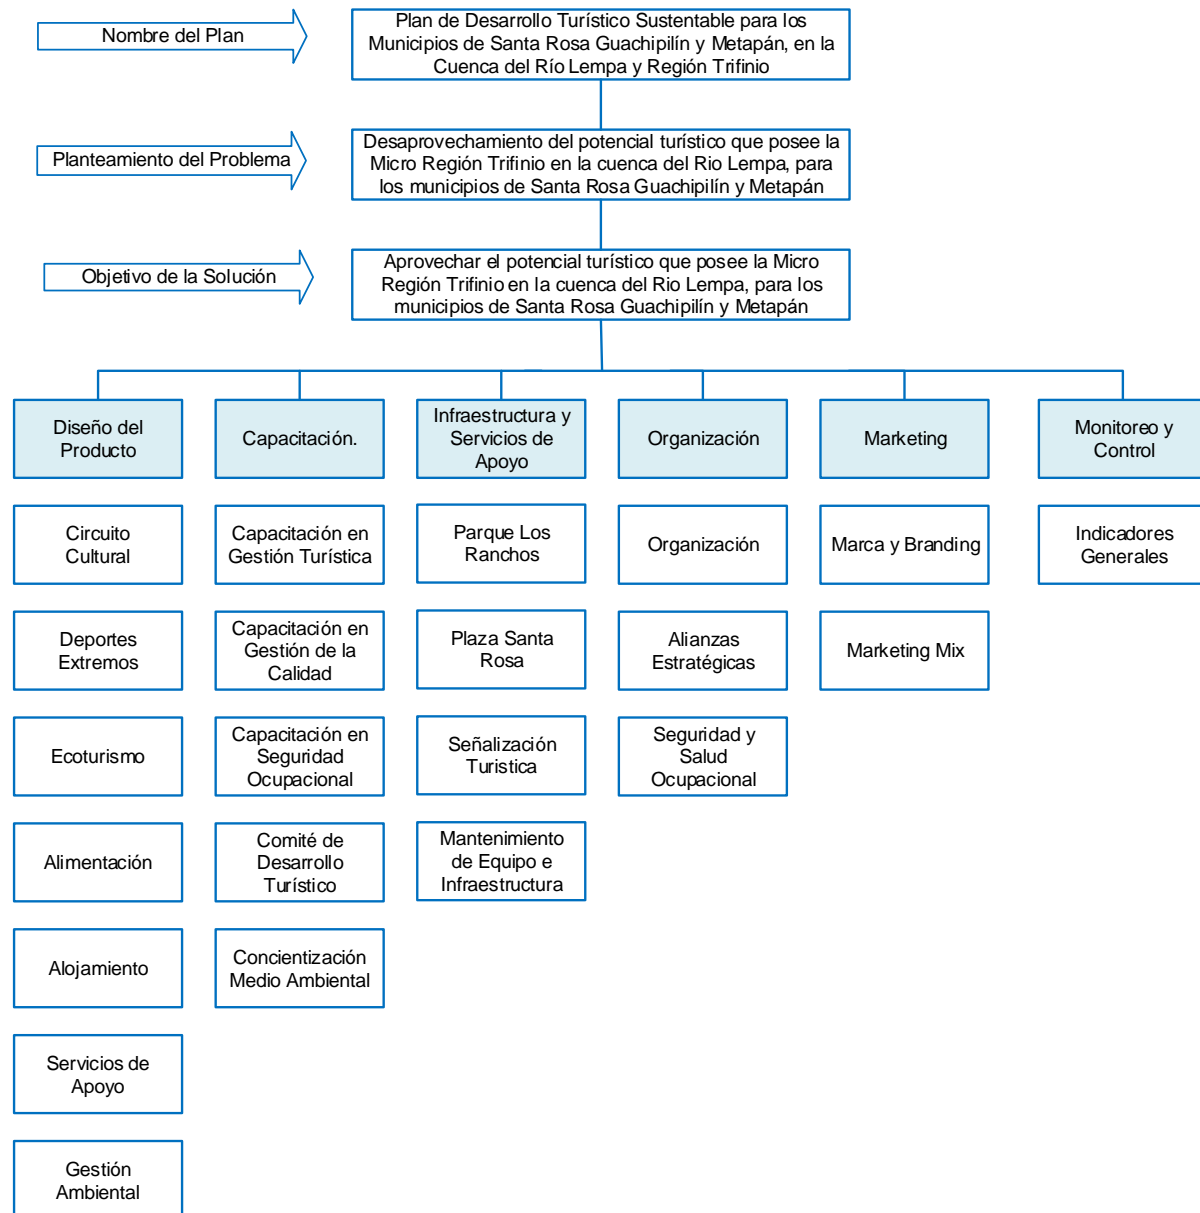 Nombre del Plan
Plan de Desarrollo Turístico Sustentable para los
Municipios de Santa Rosa Guachipilín y Metapán, en la
Cuenca del Río Lempa y Región Trifinio
Planteamiento del Problema
Desaprovechamiento del potencial turístico que posee la
Micro Región Trifinio en la cuenca del Rio Lempa, para
los municipios de Santa Rosa Guachipilín y Metapán
Objetivo de la Solución
Aprovechar el potencial turístico que posee la Micro
Región Trifinio en la cuenca del Rio Lempa, para los
municipios de Santa Rosa Guachipilín y Metapán
Diseño del
Producto
Circuito
Cultural
Deportes
Extremos
Ecoturismo
Alimentación
Alojamiento
Servicios de
Apoyo
Gestión
Ambiental
Capacitación.
Capacitación en
Gestión Turística
Capacitación en
Gestión de la
Calidad
Capacitación en
Seguridad
Ocupacional
Comité de
Desarrollo
Turístico
Concientización
Medio Ambiental
Infraestructura y
Servicios de
Apoyo
Parque Los
Ranchos
Plaza Santa
Rosa
Señalización
Turistica
Mantenimiento
de Equipo e
Infraestructura
Organización
Organización
Alianzas
Estratégicas
Seguridad y
Salud
Ocupacional
Marketing
Marca y Branding
Marketing Mix
Monitoreo y
Control
Indicadores
Generales